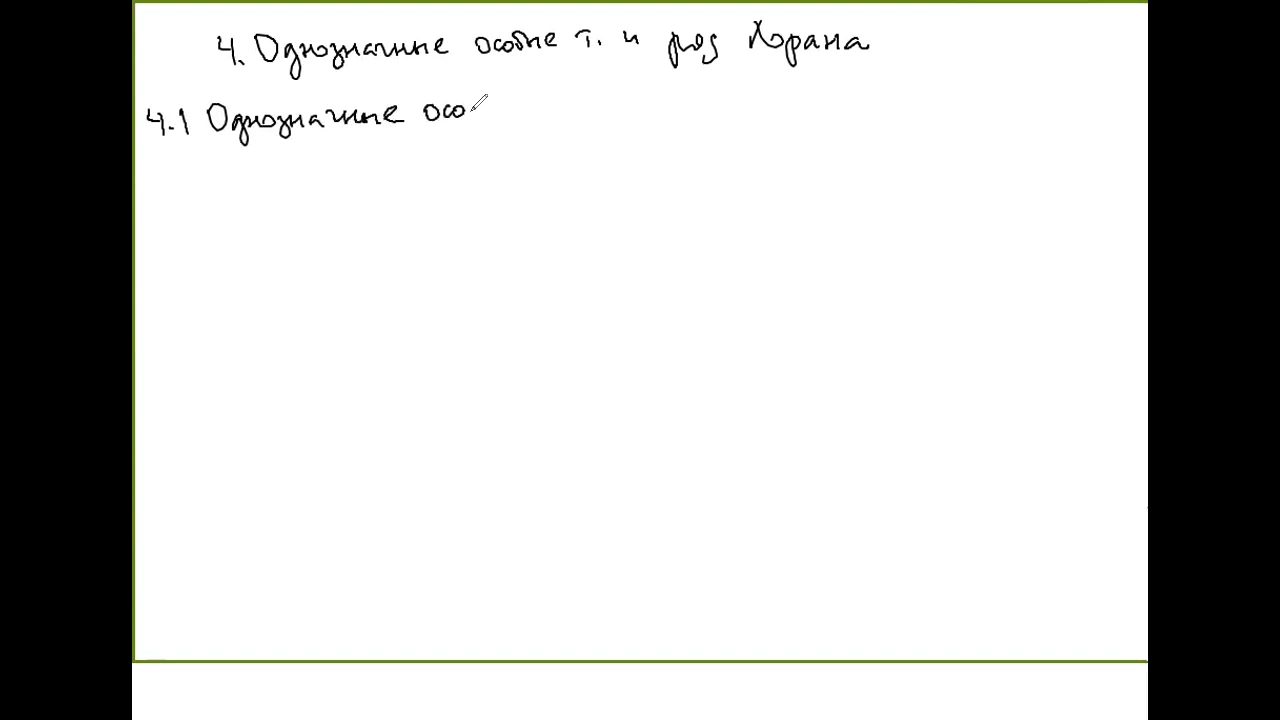 4. Однозначные особые т. и ряд Лорана
4.1 Однозначные осо